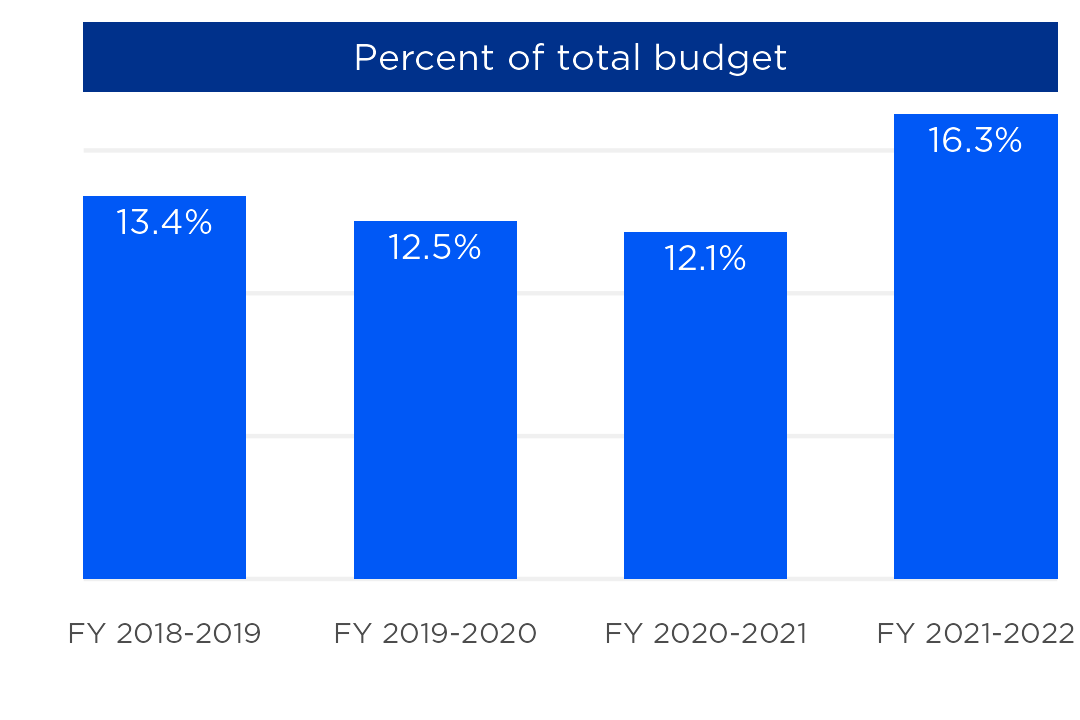 Percent of total budget
13.4%
12.5%
12.1%
16.3%
FY 2018-2019
FY 2019-2020
FY 2020-2021
FY 2021-2022